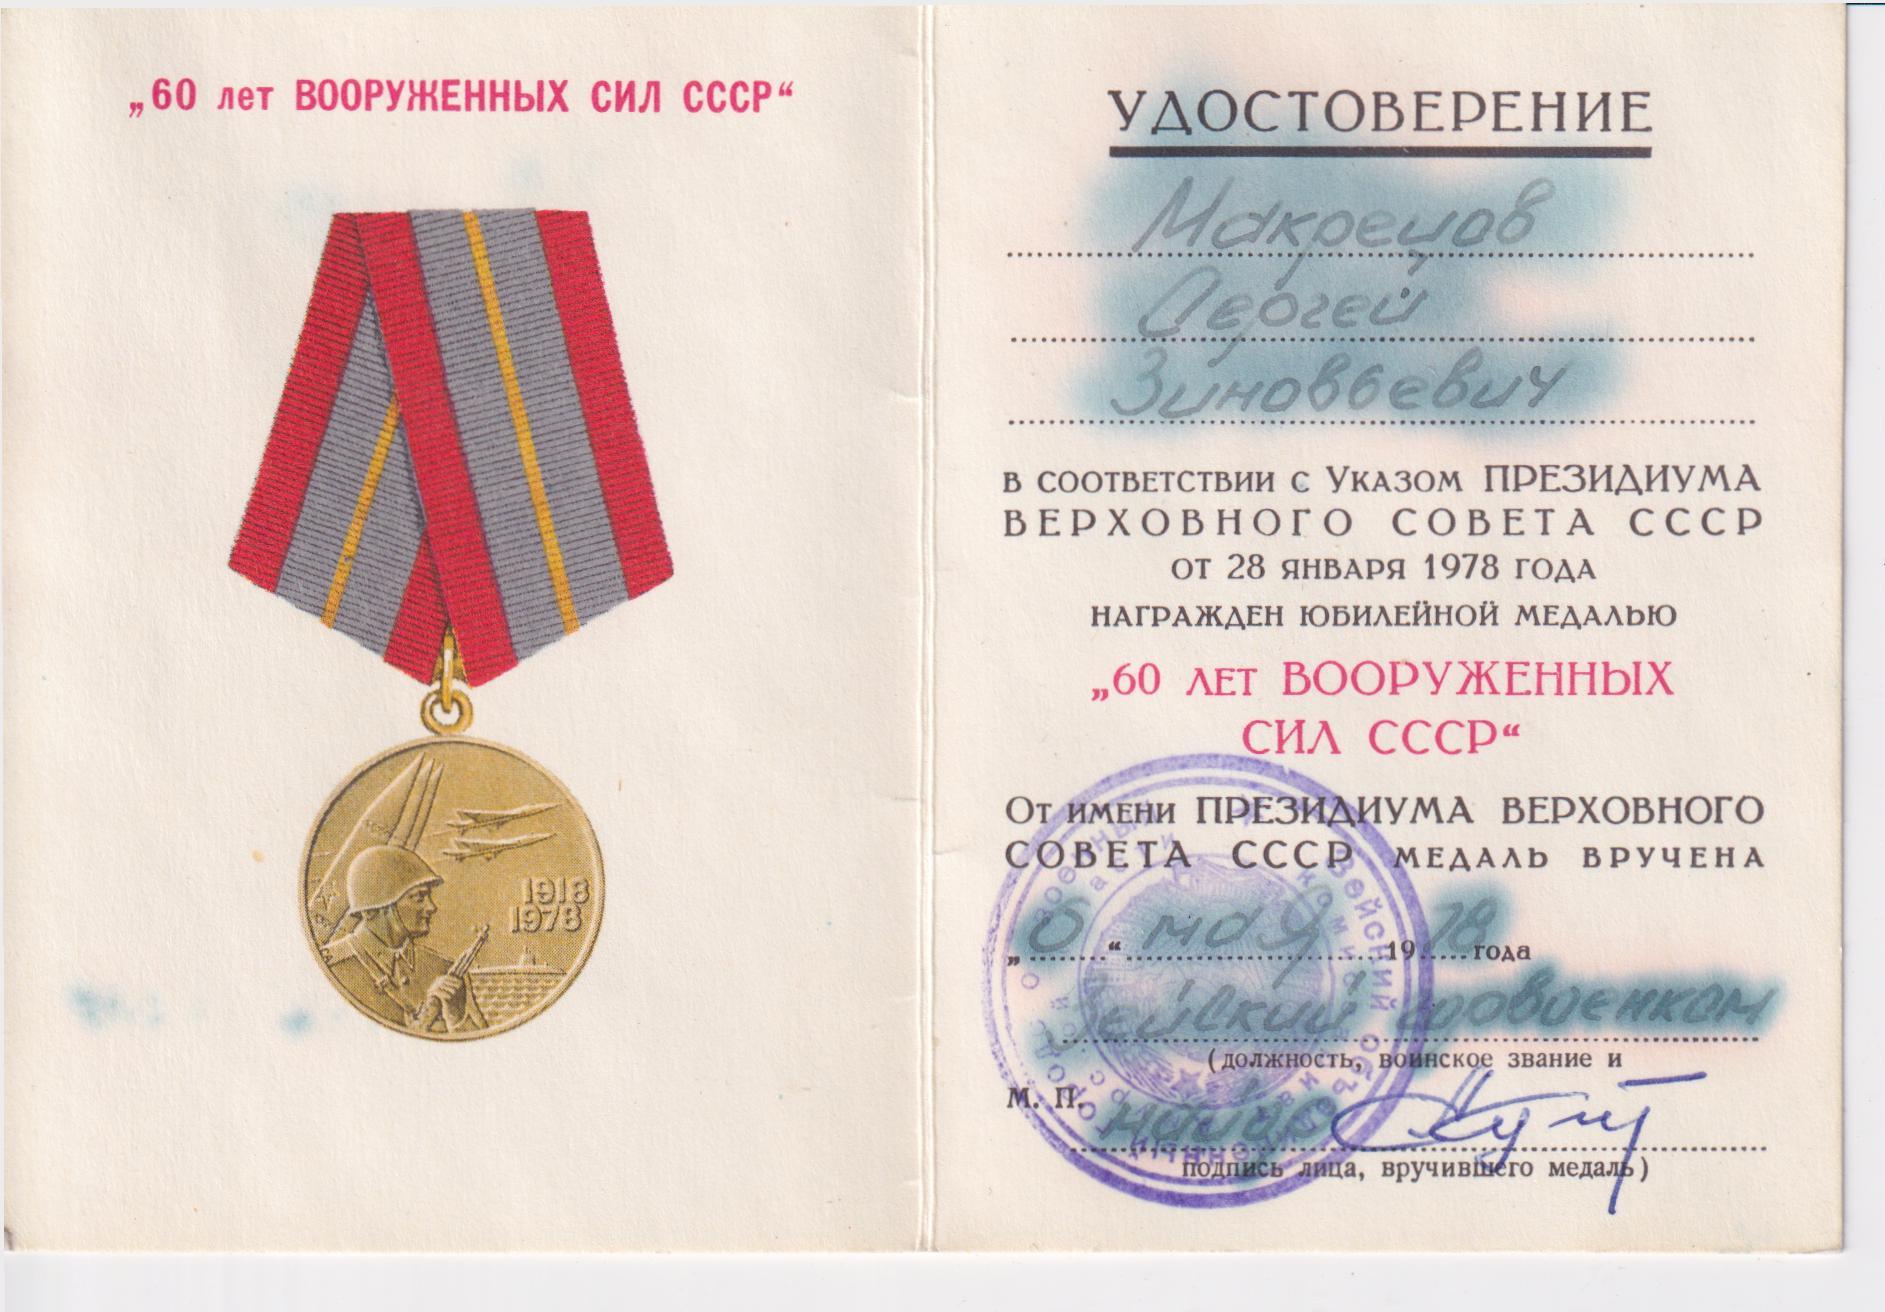 „60 лет ВООРУЖЕННЫХ СИЛ СССР“
1918
1978
УДОСТОВЕРЕНИЕ
Макрецов
Сергей
Зиновьевич
в соответствии с Указом ПРЕЗИДИУМА
ВЕРХОВНОГО СОВЕТА СССР
от 28 января 1978 года
награжден юбилейной медалью
„60 лет ВООРУЖЕННЫХ
СИЛ СССР“
От имени ПРЕЗИДИУМА ВЕРХОВНОГО
СОВЕТА СССР медаль вручена
„6“ мая 1978 года
Ейский горвоенком
(должность, воинское звание и
М. П.
подпись лица, вручившего медаль)